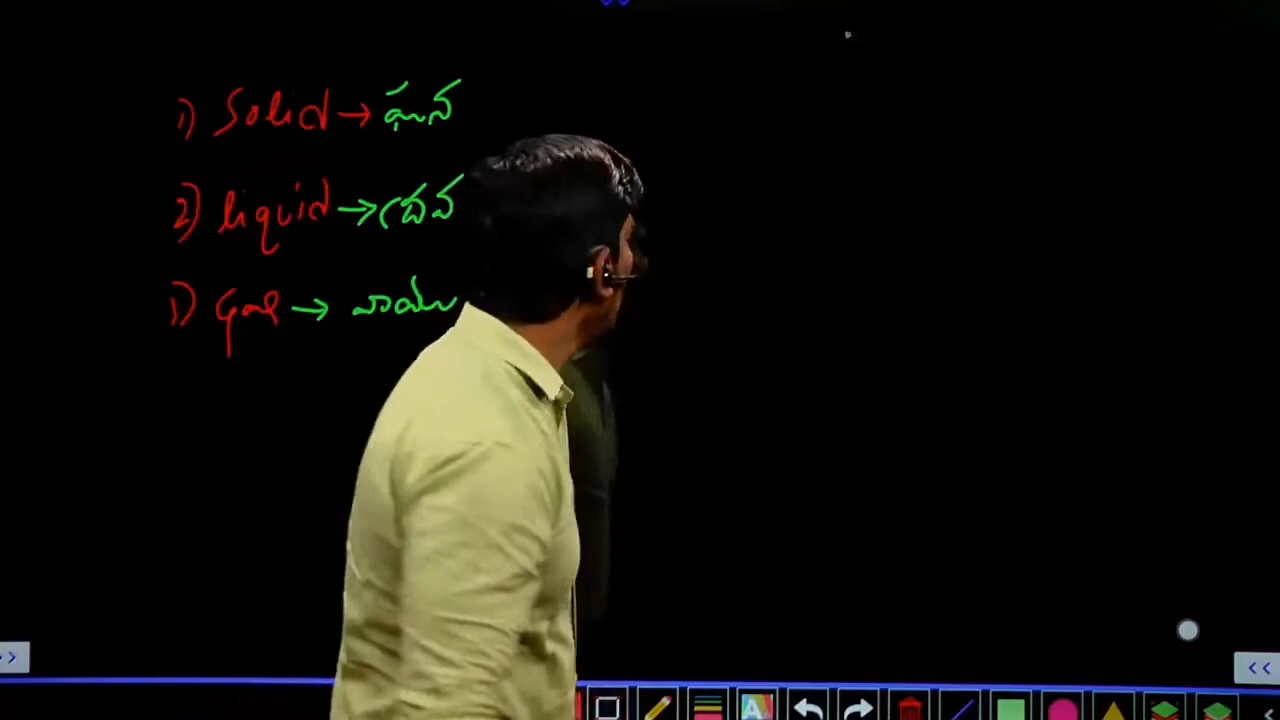 1) Solid → ఘన
2) liquid → ద్రవ
1) Gas → వాయు